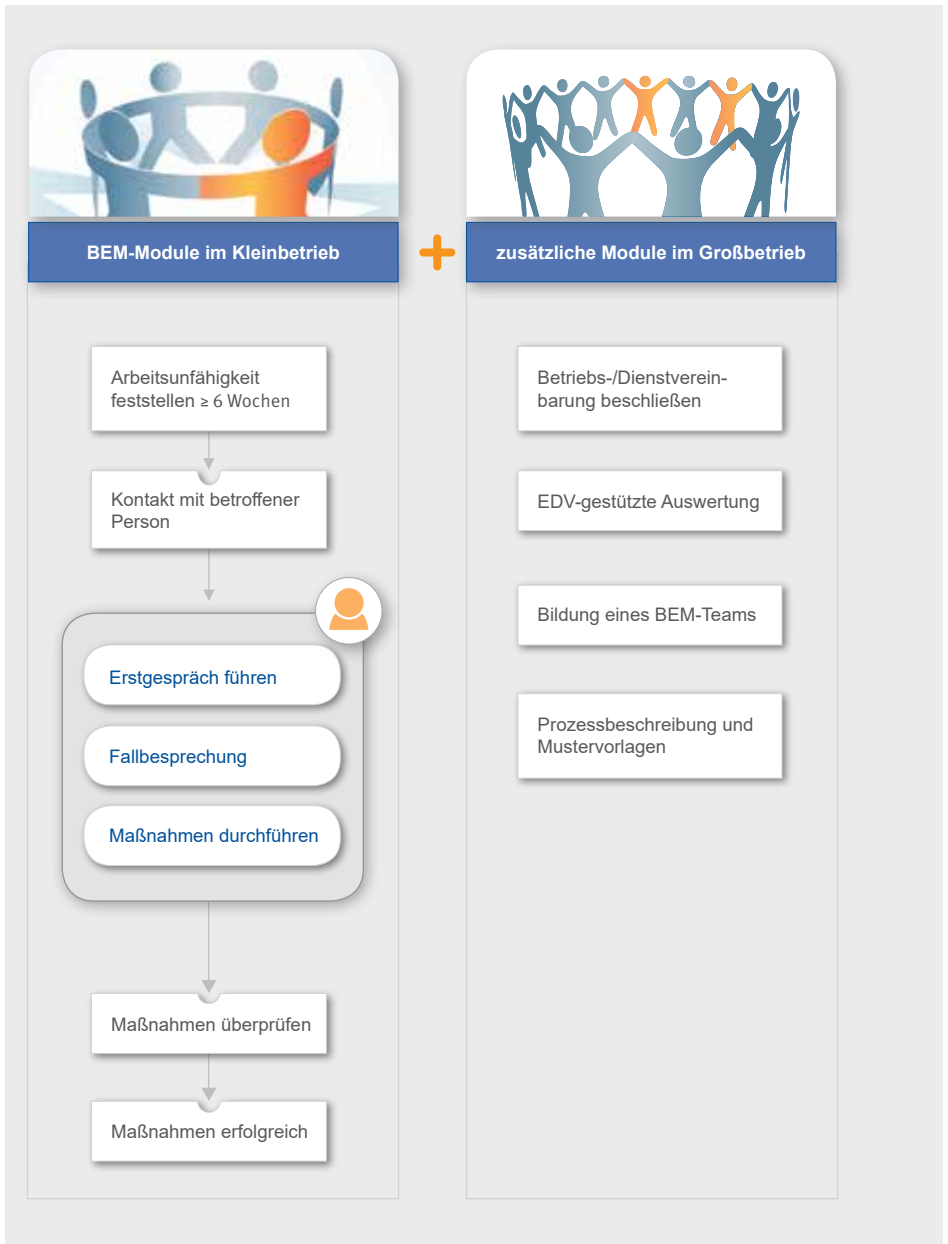 BEM-Module im Kleinbetrieb
Arbeitsunfähigkeit
feststellen ≥ 6 Wochen
Kontakt mit betroffener
Person
Erstgespräch führen
Fallbesprechung
Maßnahmen durchführen
Maßnahmen überprüfen
Maßnahmen erfolgreich
zusätzliche Module im Großbetrieb
Betriebs-/Dienstverein-
barung beschließen
EDV-gestützte Auswertung
Bildung eines BEM-Teams
Prozessbeschreibung und
Mustervorlagen